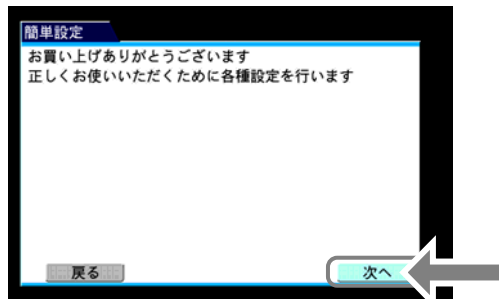 簡単設定
お買い上げありがとうございます
正しくお使いいただくために各種設定を行います
戻る
次へ